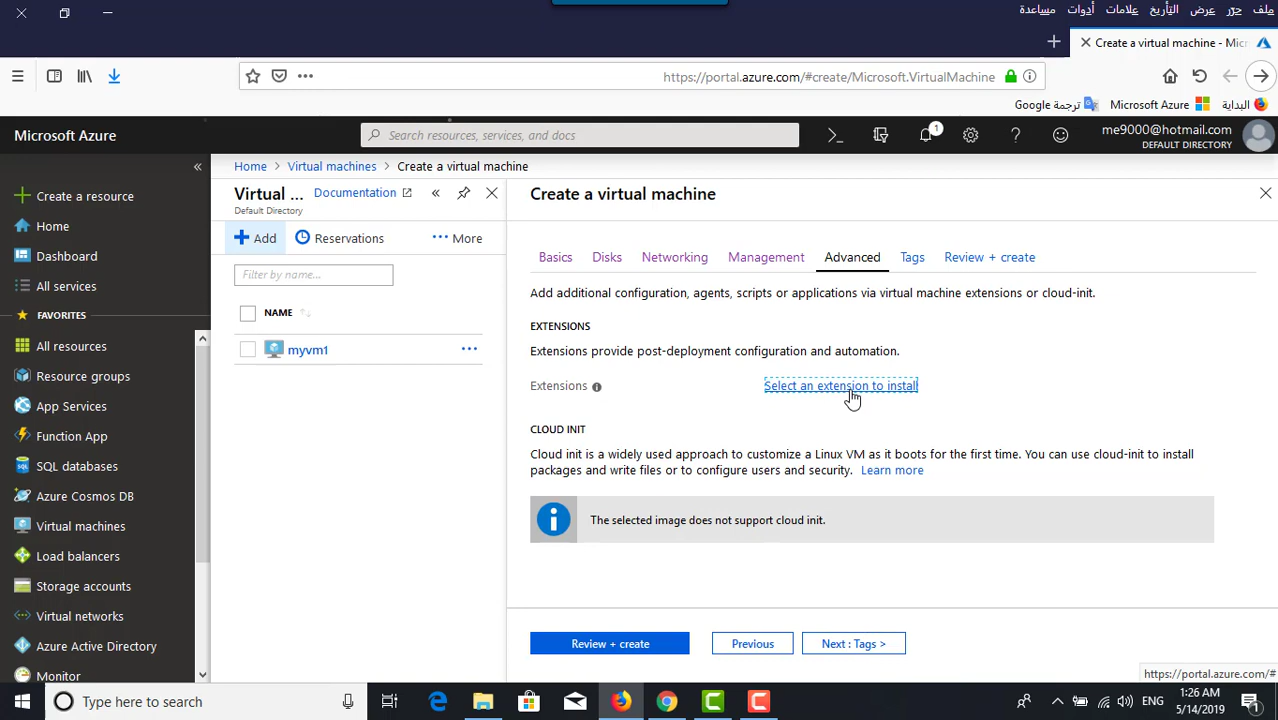 ملف حرّر عرض التأريخ علامات أدوات مساعدة
Create a virtual machine - Mic
https://portal.azure.com/#create/Microsoft.VirtualMachine
البداية Microsoft Azure ترجمة Google
Microsoft Azure
Search resources, services, and docs
1
me9000@hotmail.com
DEFAULT DIRECTORY
Create a resource
Home
Dashboard
All services
FAVORITES
All resources
Resource groups
App Services
Function App
SQL databases
Azure Cosmos DB
Virtual machines
Load balancers
Storage accounts
Virtual networks
Azure Active Directory
Monitor
Home > Virtual machines > Create a virtual machine
Virtual ... Documentation
Default Directory
Add Reservations More
Filter by name...
NAME
myvm1
Create a virtual machine
Basics Disks Networking Management Advanced Tags Review + create
Add additional configuration, agents, scripts or applications via virtual machine extensions or cloud-init.
EXTENSIONS
Extensions provide post-deployment configuration and automation.
Extensions Select an extension to install
CLOUD INIT
Cloud init is a widely used approach to customize a Linux VM as it boots for the first time. You can use cloud-init to install
packages and write files or to configure users and security. Learn more
The selected image does not support cloud init.
Review + create Previous Next : Tags >
https://portal.azure.com/#
Type here to search
ENG
1:26 AM
5/14/2019
1